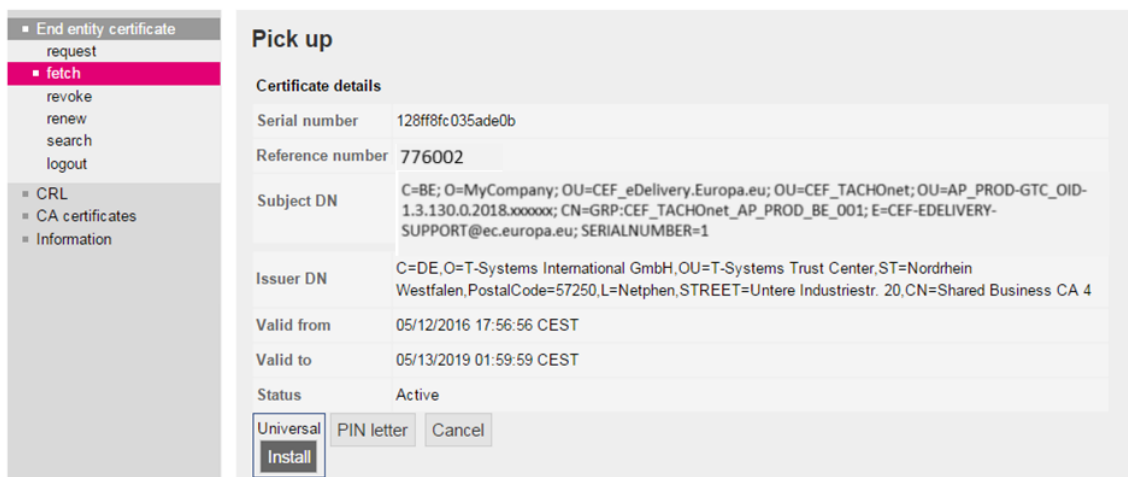 End entity certificate
request
fetch
revoke
renew
search
logout
CRL
CA certificates
Information
Pick up
Certificate details
Serial number 128ff8fc035ade0b
Reference number 776002
Subject DN C=BE; O=MyCompany; OU=CEF_eDelivery.Europa.eu; OU=CEF_TACHOnet; OU=AP_PROD-GTC_OID-
1.3.130.0.2018.xxxxxx; CN=GRP:CEF_TACHOnet_AP_PROD_BE_001; E=CEF-EDELIVERY-
SUPPORT@ec.europa.eu; SERIALNUMBER=1
Issuer DN C=DE,O=T-Systems International GmbH,OU=T-Systems Trust Center,ST=Nordrhein
Westfalen,PostalCode=57250,L=Netphen,STREET=Untere Industriestr. 20,CN=Shared Business CA 4
Valid from 05/12/2016 17:56:56 CEST
Valid to 05/13/2019 01:59:59 CEST
Status Active
Universal PIN letter Cancel
Install